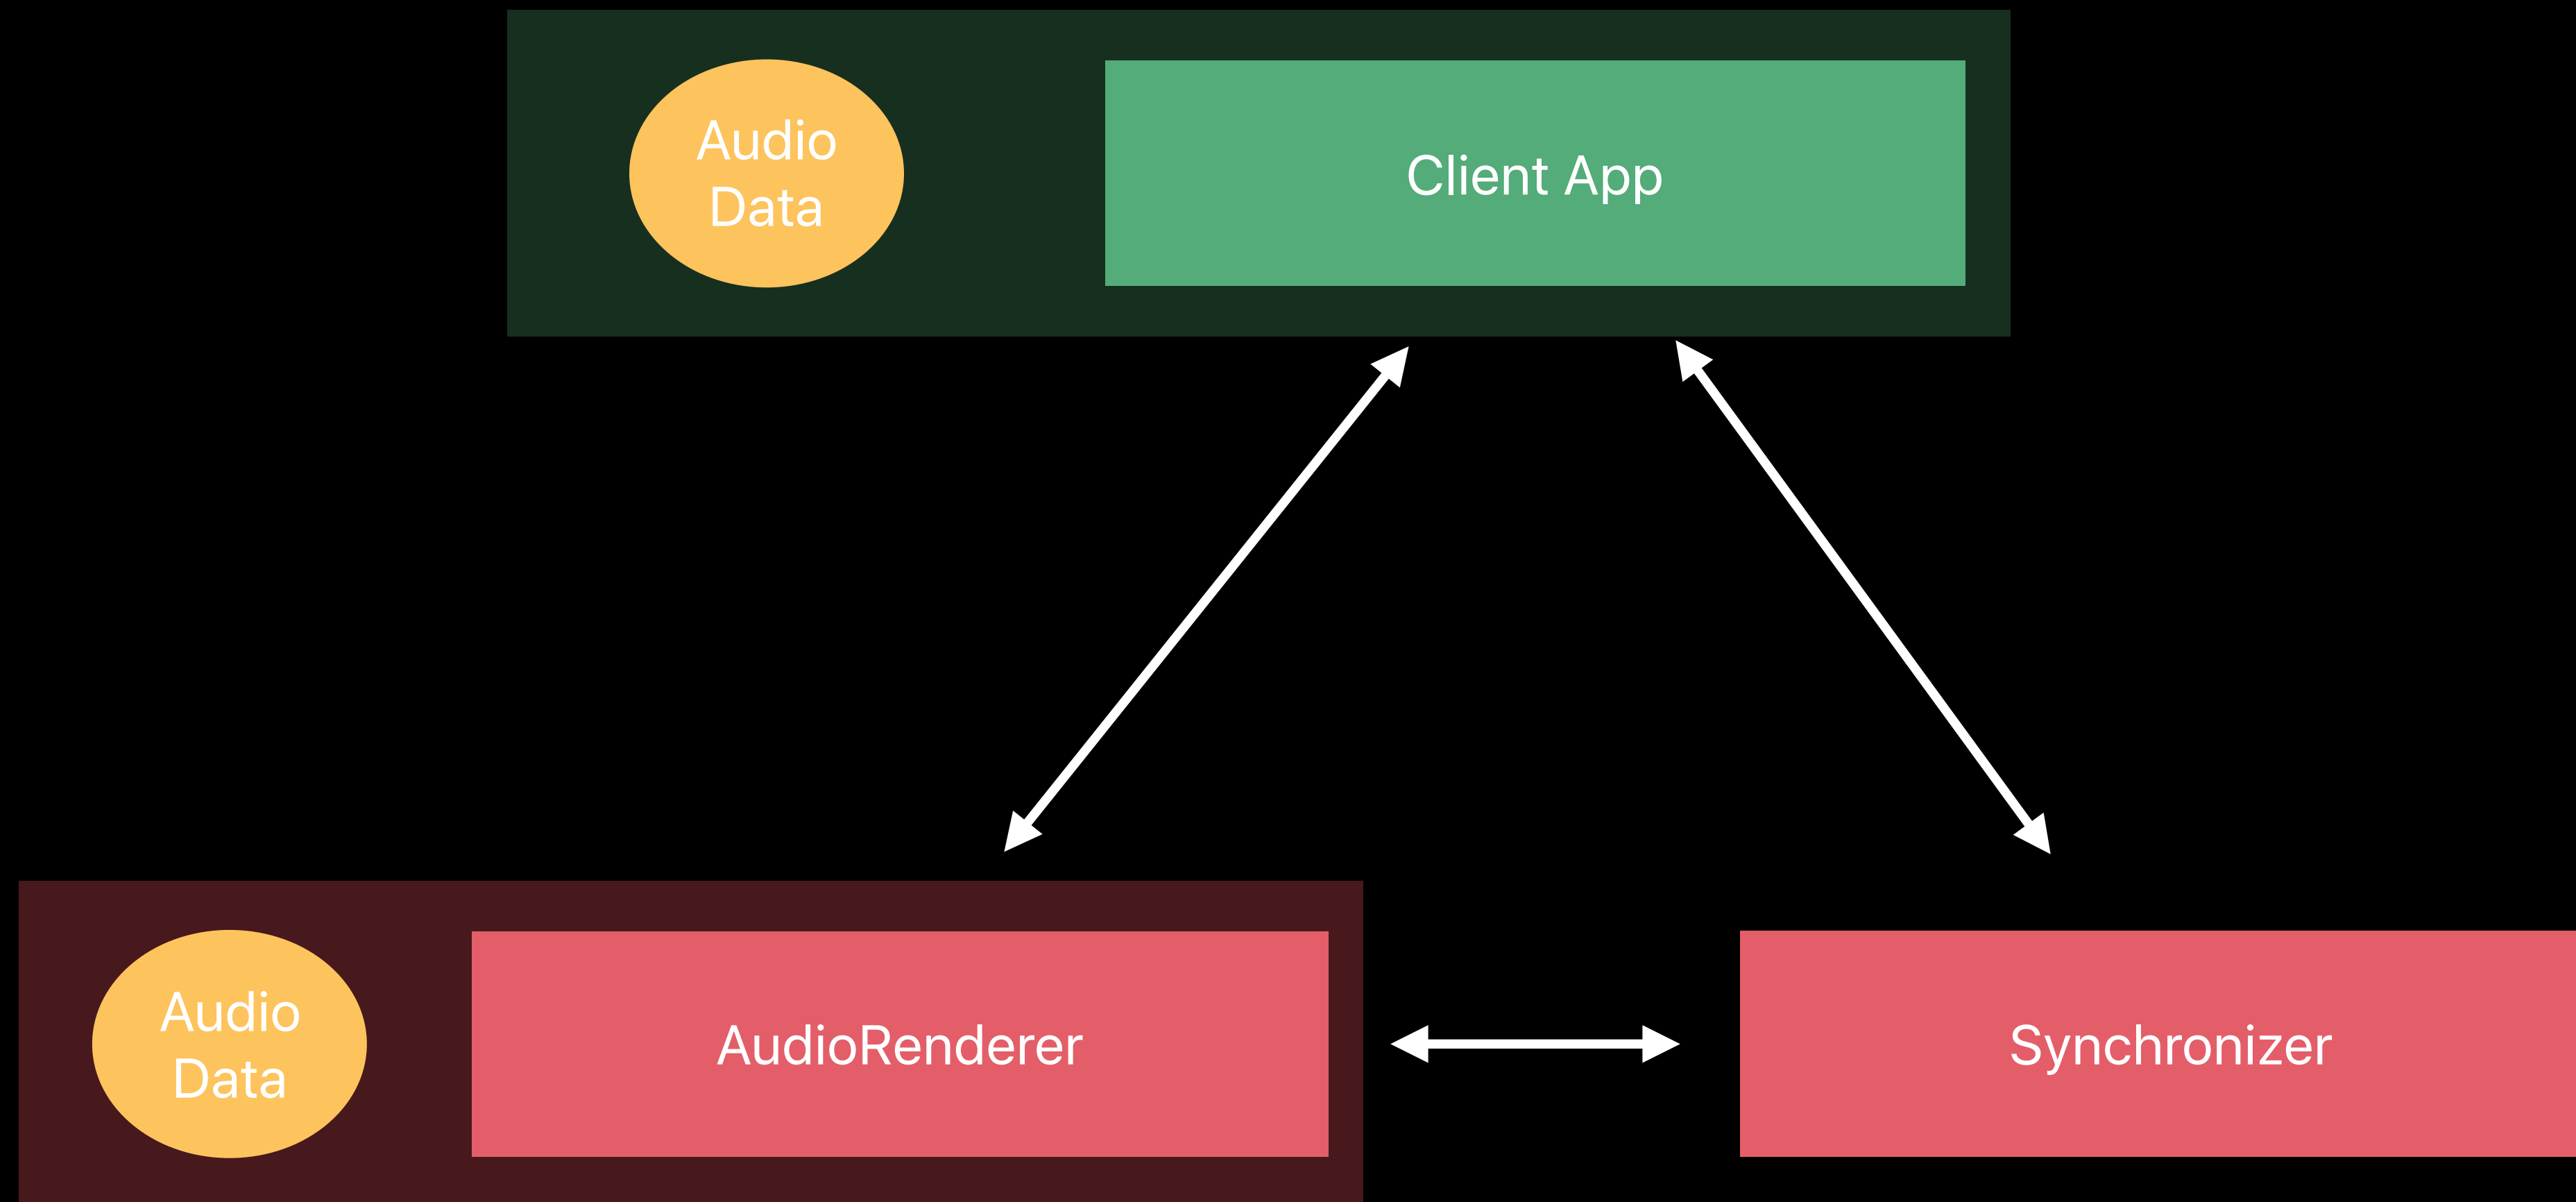 Audio
Data
Client App
Audio
Data
AudioRenderer
Synchronizer